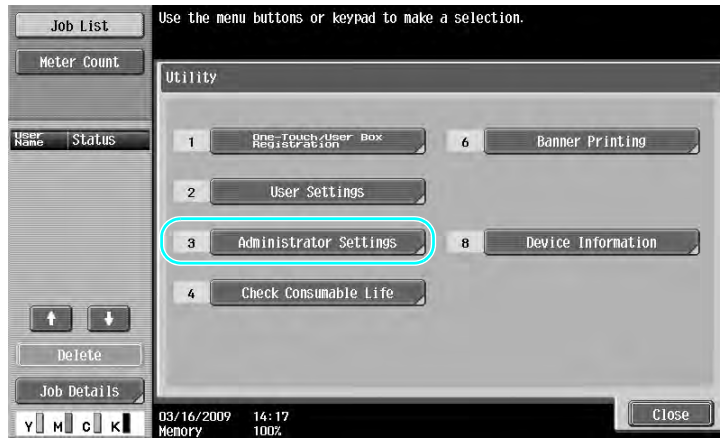 Job List
Use the menu buttons or keypad to make a selection.
Meter Count
Utility
User Name Status
1 One-Touch/User Box Registration
6 Banner Printing
2 User Settings
3 Administrator Settings
8 Device Information
4 Check Consumable Life
Delete
Job Details
Y M C K
03/16/2009 14:17
Memory 100%
Close